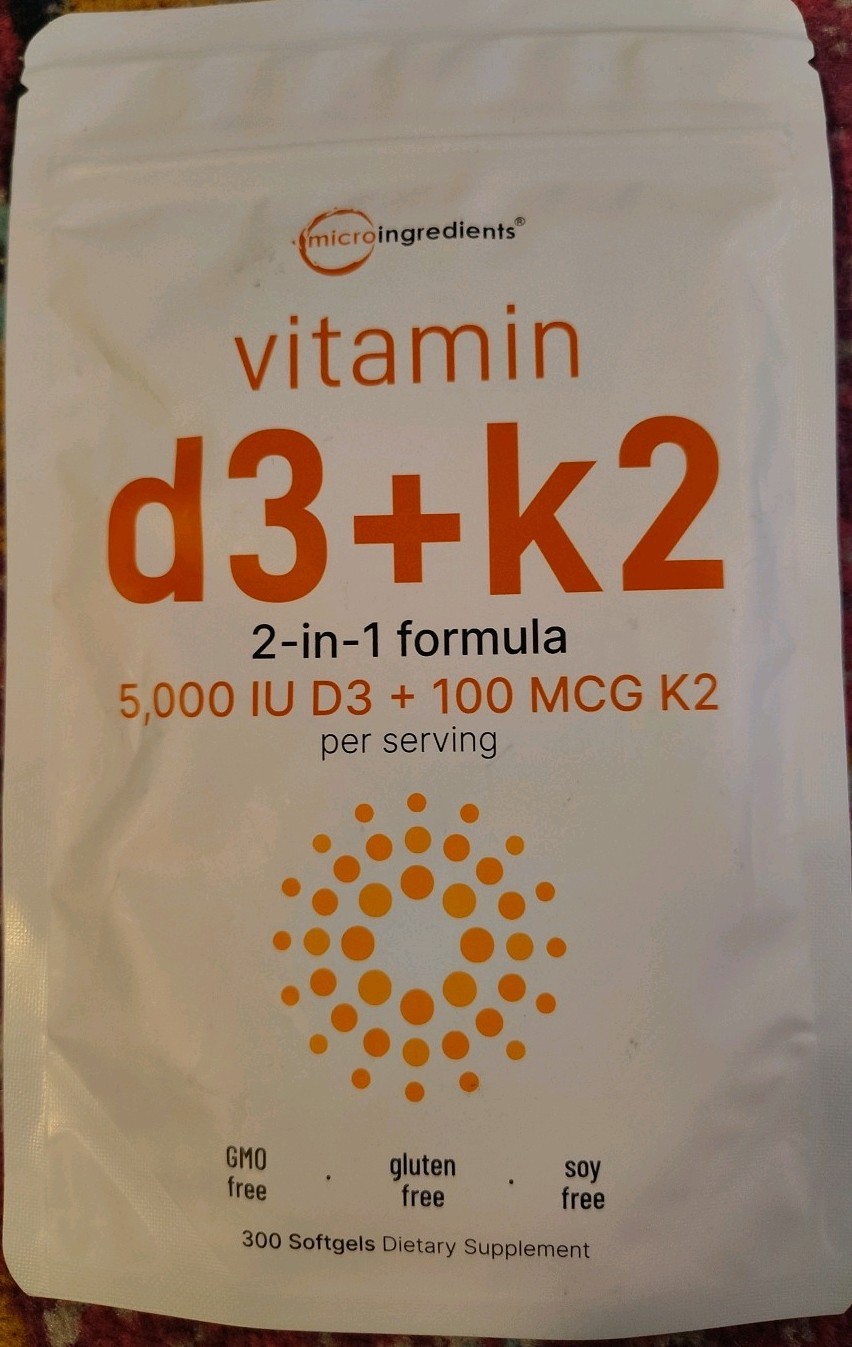 microingredients®
vitamin
d3+k2
2-in-1 formula
5,000 IU D3 + 100 MCG K2
per serving
GMO free · gluten free · soy free
300 Softgels Dietary Supplement